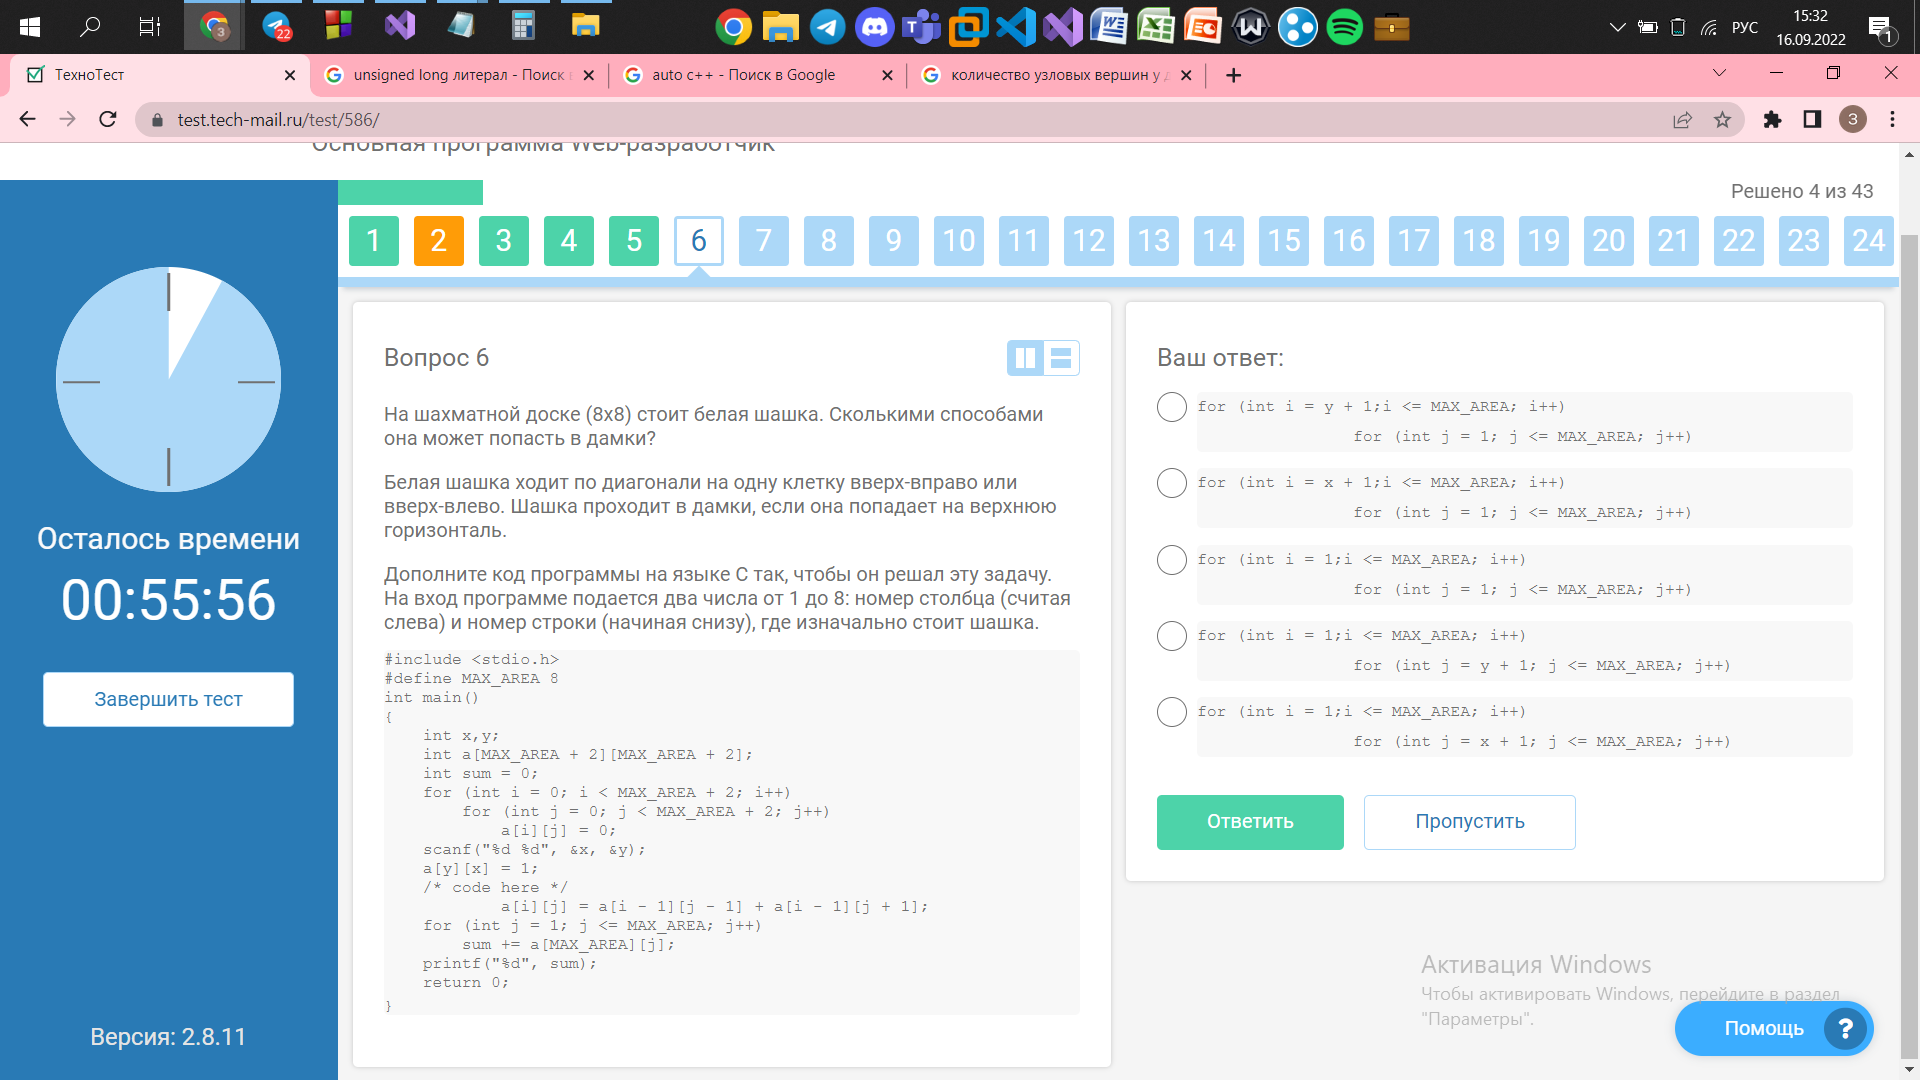 22
3
РУС
15:32
16.09.2022
1
ТехноТест
unsigned long литерал - Поиск в
auto c++ - Поиск в Google
количество узловых вершин у д
test.tech-mail.ru/test/586/
3
Основная программа Web-разработчик
Решено 4 из 43
1 2 3 4 5 6 7 8 9 10 11 12 13 14 15 16 17 18 19 20 21 22 23 24
Осталось времени
00:55:56
Завершить тест
Версия: 2.8.11
Вопрос 6
На шахматной доске (8x8) стоит белая шашка. Сколькими способами
она может попасть в дамки?
Белая шашка ходит по диагонали на одну клетку вверх-вправо или
вверх-влево. Шашка проходит в дамки, если она попадает на верхнюю
горизонталь.
Дополните код программы на языке C так, чтобы он решал эту задачу.
На вход программе подается два числа от 1 до 8: номер столбца (считая
слева) и номер строки (начиная снизу), где изначально стоит шашка.
#include <stdio.h>
#define MAX_AREA 8
int main()
{
int x,y;
int a[MAX_AREA + 2][MAX_AREA + 2];
int sum = 0;
for (int i = 0; i < MAX_AREA + 2; i++)
for (int j = 0; j < MAX_AREA + 2; j++)
a[i][j] = 0;
scanf("%d %d", &x, &y);
a[y][x] = 1;
/* code here */
a[i][j] = a[i - 1][j - 1] + a[i - 1][j + 1];
for (int j = 1; j <= MAX_AREA; j++)
sum += a[MAX_AREA][j];
printf("%d", sum);
return 0;
}
Ваш ответ:
for (int i = y + 1;i <= MAX_AREA; i++)
for (int j = 1; j <= MAX_AREA; j++)
for (int i = x + 1;i <= MAX_AREA; i++)
for (int j = 1; j <= MAX_AREA; j++)
for (int i = 1;i <= MAX_AREA; i++)
for (int j = 1; j <= MAX_AREA; j++)
for (int i = 1;i <= MAX_AREA; i++)
for (int j = y + 1; j <= MAX_AREA; j++)
for (int i = 1;i <= MAX_AREA; i++)
for (int j = x + 1; j <= MAX_AREA; j++)
Ответить
Пропустить
Активация Windows
Чтобы активировать Windows, перейдите в раздел
"Параметры".
Помощь ?